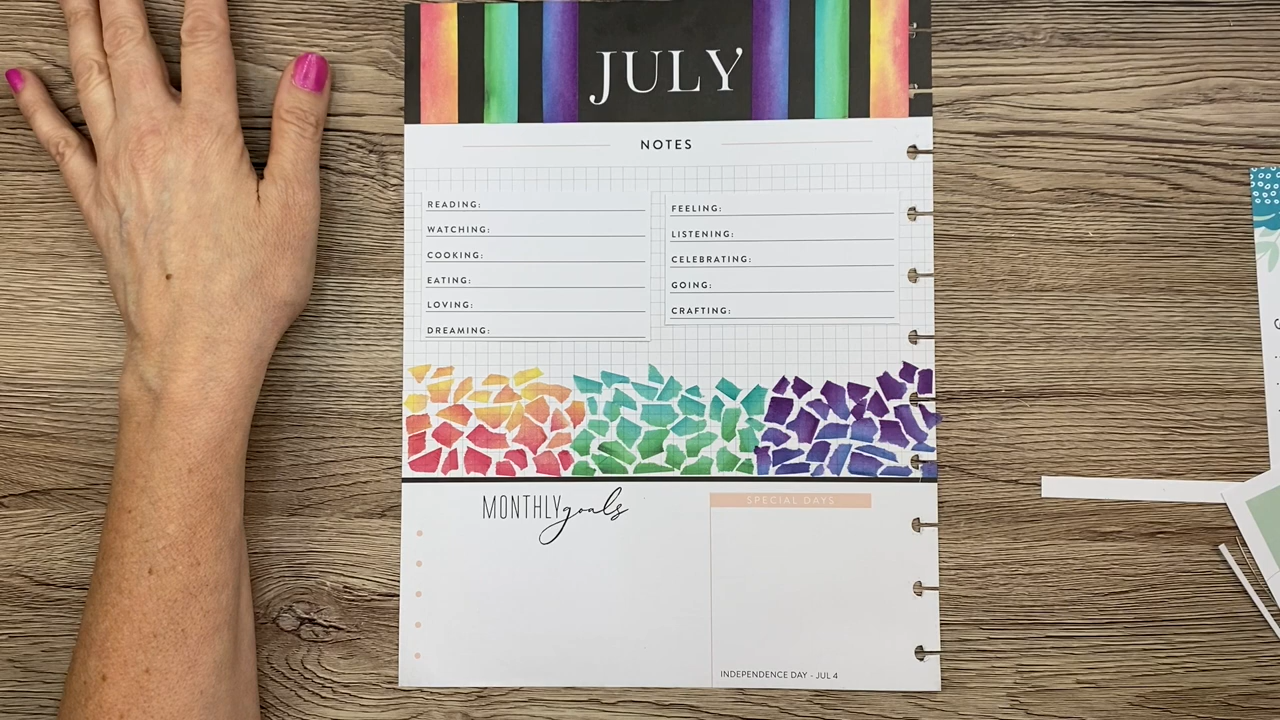 JULY
NOTES
READING:
WATCHING:
COOKING:
EATING:
LOVING:
DREAMING:
FEELING:
LISTENING:
CELEBRATING:
GOING:
CRAFTING:
MONTHLY goals
SPECIAL DAYS
INDEPENDENCE DAY - JUL 4